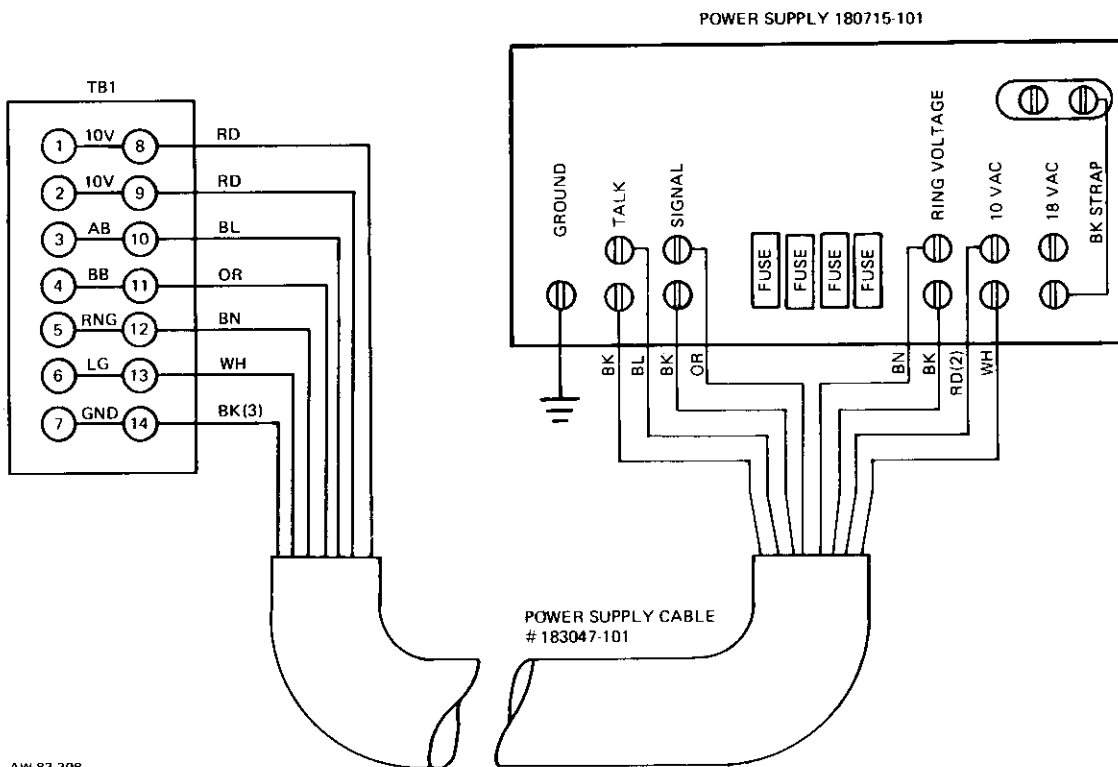 POWER SUPPLY 180715-101
TB1
1 10V 8 RD
2 10V 9 RD
3 AB 10 BL
4 BB 11 OR
5 RNG 12 BN
6 LG 13 WH
7 GND 14 BK(3)
GROUND
TALK
SIGNAL
FUSE
FUSE
FUSE
FUSE
RING VOLTAGE
10 VAC
18 VAC
BK STRAP
BK
BL
BK
OR
BN
BK
RD(2)
WH
POWER SUPPLY CABLE
# 183047-101